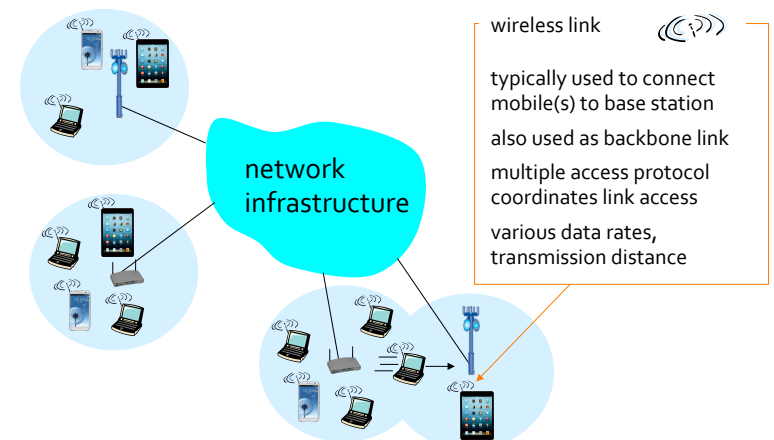 wireless link
typically used to connect
mobile(s) to base station
also used as backbone link
multiple access protocol
coordinates link access
various data rates,
transmission distance
network
infrastructure